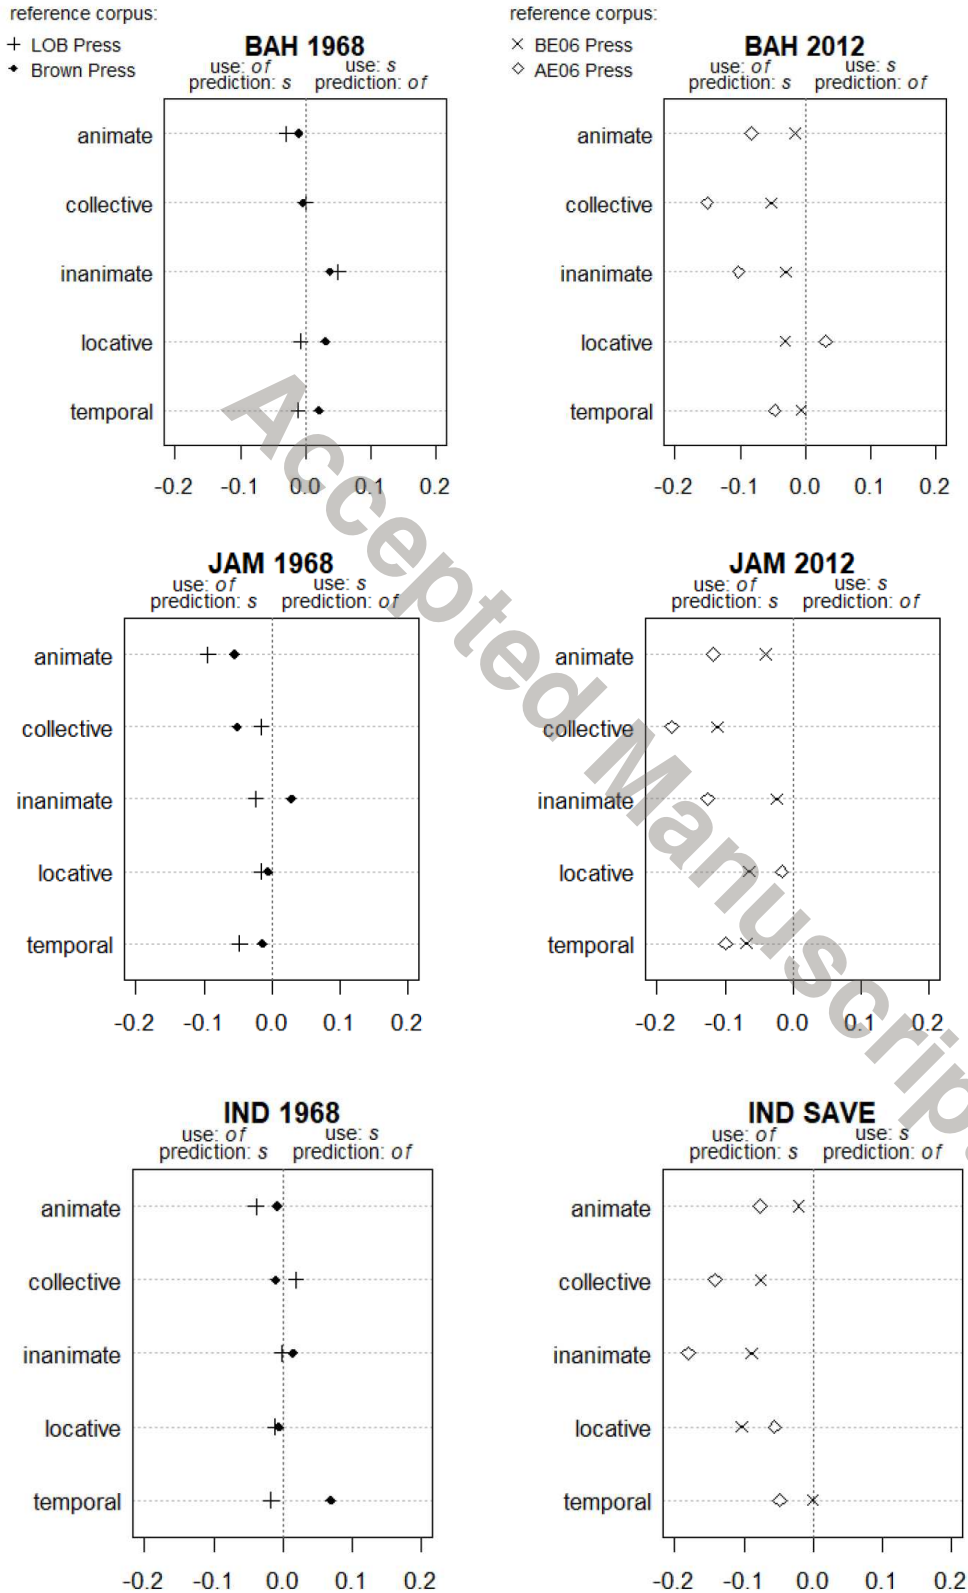 reference corpus:
+ LOB Press
◆ Brown Press
BAH 1968
use: of use: s
prediction: s prediction: of
animate
collective
inanimate
locative
temporal
-0.2 -0.1 0.0 0.1 0.2
reference corpus:
× BE06 Press
◇ AE06 Press
BAH 2012
use: of use: s
prediction: s prediction: of
animate
collective
inanimate
locative
temporal
-0.2 -0.1 0.0 0.1 0.2
JAM 1968
use: of use: s
prediction: s prediction: of
animate
collective
inanimate
locative
temporal
-0.2 -0.1 0.0 0.1 0.2
JAM 2012
use: of use: s
prediction: s prediction: of
animate
collective
inanimate
locative
temporal
-0.2 -0.1 0.0 0.1 0.2
IND 1968
use: of use: s
prediction: s prediction: of
animate
collective
inanimate
locative
temporal
-0.2 -0.1 0.0 0.1 0.2
IND SAVE
use: of use: s
prediction: s prediction: of
animate
collective
inanimate
locative
temporal
-0.2 -0.1 0.0 0.1 0.2
Accepted Manuscrip